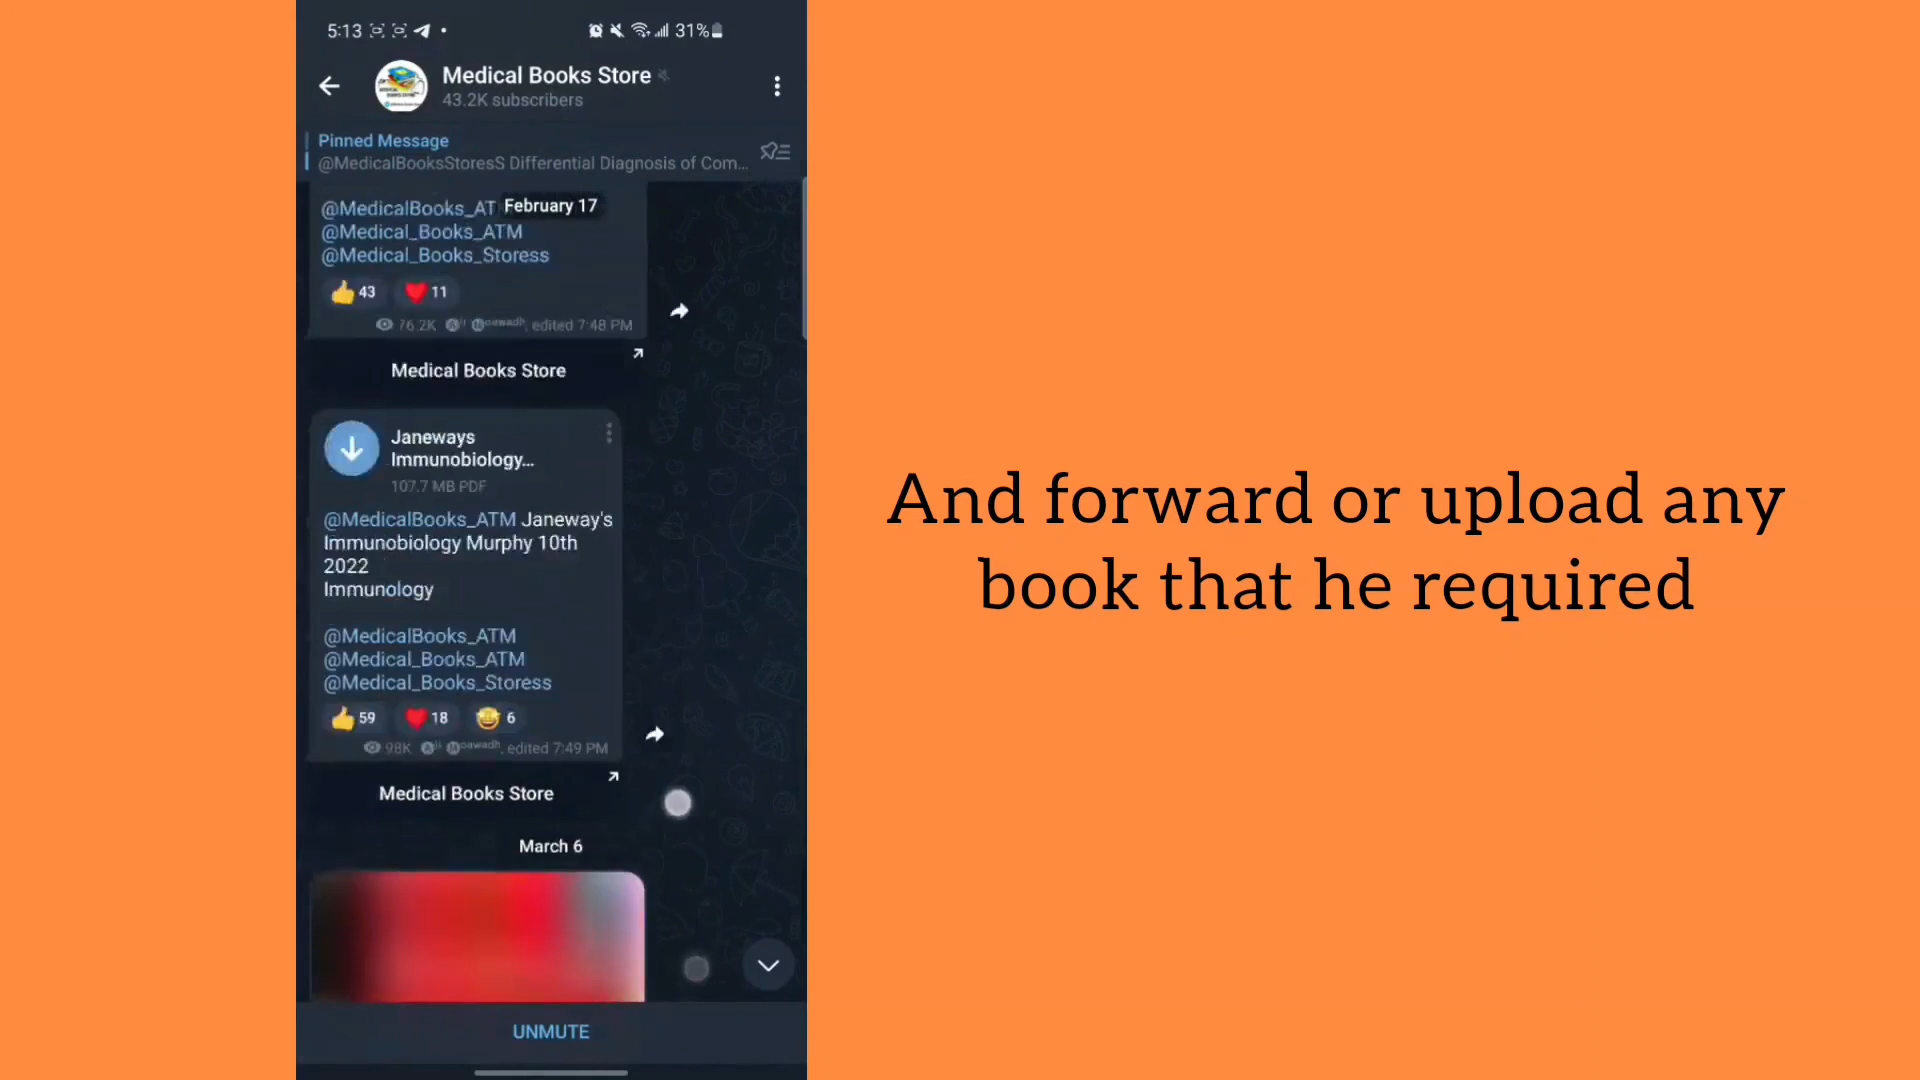 5:13
31%
Medical Books Store
43.2K subscribers
Pinned Message
@MedicalBooksStoresS Differential Diagnosis of Com...
February 17
@MedicalBooks_AT
@Medical_Books_ATM
@Medical_Books_Storess
43 11
76.2K edited 7:48 PM
Medical Books Store
Janeways
Immunobiology...
107.7 MB PDF
@MedicalBooks_ATM Janeway's
Immunobiology Murphy 10th
2022
Immunology
@MedicalBooks_ATM
@Medical_Books_ATM
@Medical_Books_Storess
59 18 6
98K edited 7:49 PM
Medical Books Store
March 6
UNMUTE
And forward or upload any
book that he required